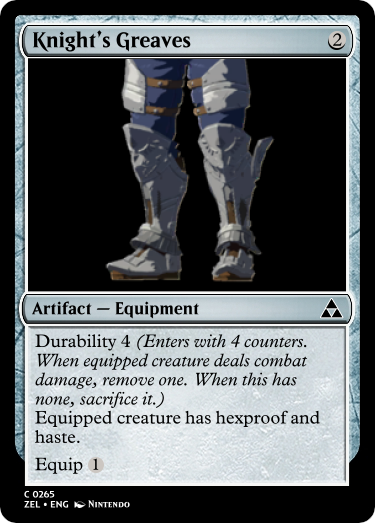 Knight's Greaves 2
Artifact — Equipment
Durability 4 (Enters with 4 counters.
When equipped creature deals combat
damage, remove one. When this has
none, sacrifice it.)
Equipped creature has hexproof and
haste.
Equip 1
C 0265
ZEL • ENG Nintendo